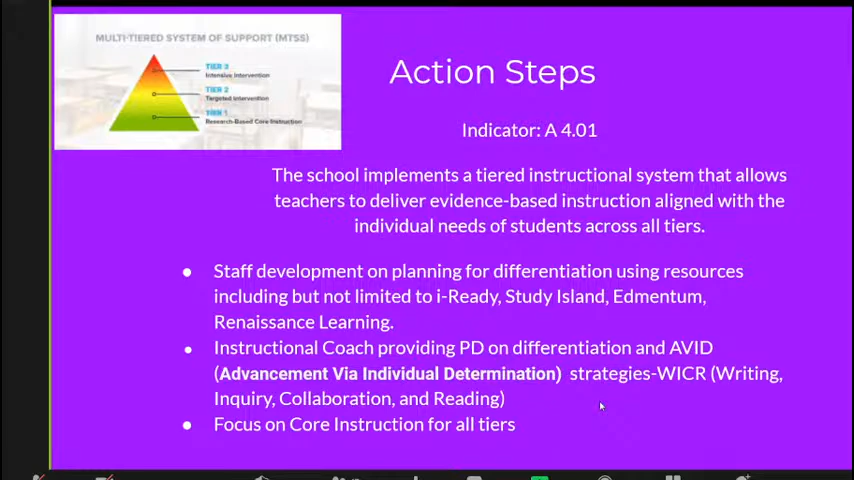 MULTI-TIERED SYSTEM OF SUPPORT (MTSS)
TIER 3
Intensive Intervention
TIER 2
Targeted Intervention
TIER 1
Research-Based Core Instruction
Action Steps
Indicator: A 4.01
The school implements a tiered instructional system that allows
teachers to deliver evidence-based instruction aligned with the
individual needs of students across all tiers.
● Staff development on planning for differentiation using resources
including but not limited to i-Ready, Study Island, Edmentum,
Renaissance Learning.
● Instructional Coach providing PD on differentiation and AVID
(Advancement Via Individual Determination) strategies-WICR (Writing,
Inquiry, Collaboration, and Reading)
● Focus on Core Instruction for all tiers